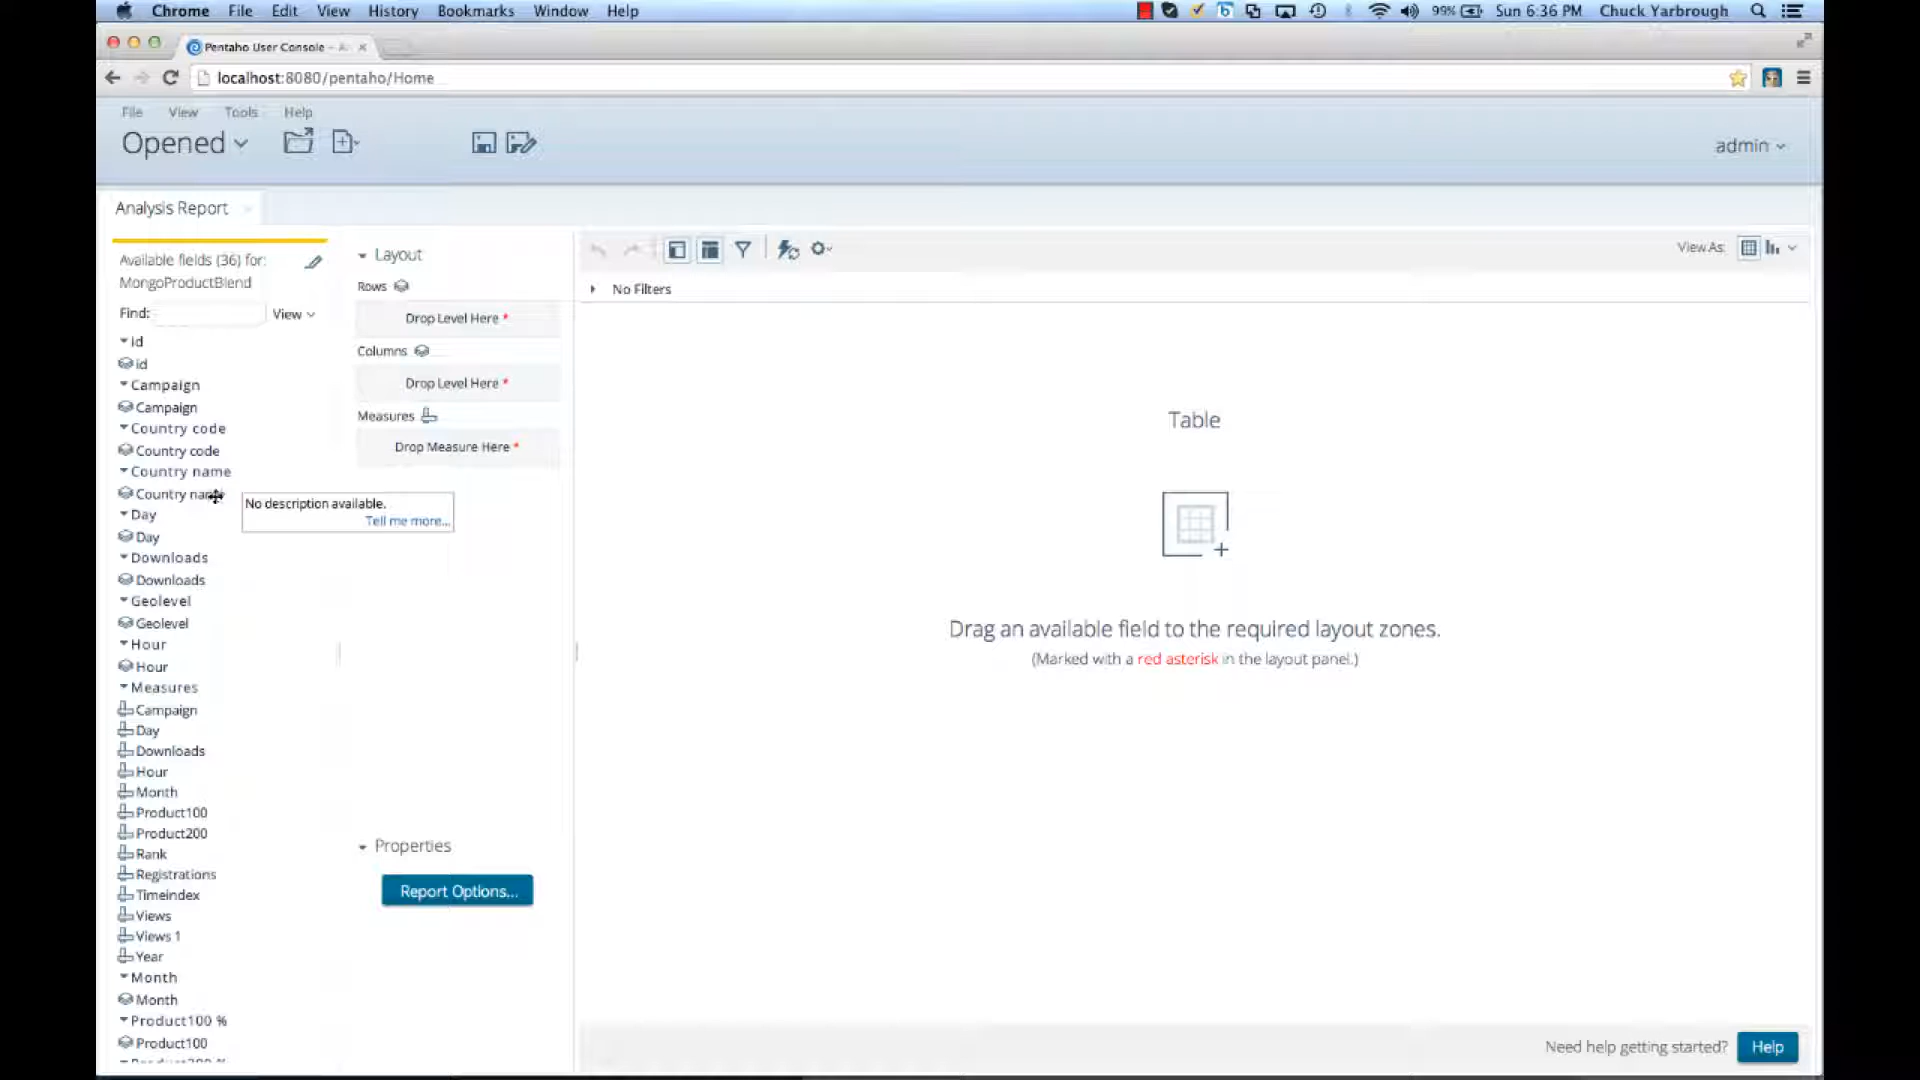 Chrome File Edit View History Bookmarks Window Help
99% Sun 6:36 PM Chuck Yarbrough
Pentaho User Console -
localhost:8080/pentaho/Home
File View Tools Help
Opened
admin
Analysis Report
Available fields (36) for:
MongoProductBlend
Find:
View
id
id
Campaign
Campaign
Country code
Country code
Country name
Country name
Day
Day
Downloads
Downloads
Geolevel
Geolevel
Hour
Hour
Measures
Campaign
Day
Downloads
Hour
Month
Product100
Product200
Rank
Registrations
Timeindex
Views
Views 1
Year
Month
Month
Product100 %
Product100
Layout
Rows
Drop Level Here *
Columns
Drop Level Here *
Measures
Drop Measure Here *
No description available.
Tell me more...
Properties
Report Options...
View As:
No Filters
Table
Drag an available field to the required layout zones.
(Marked with a red asterisk in the layout panel.)
Need help getting started?
Help